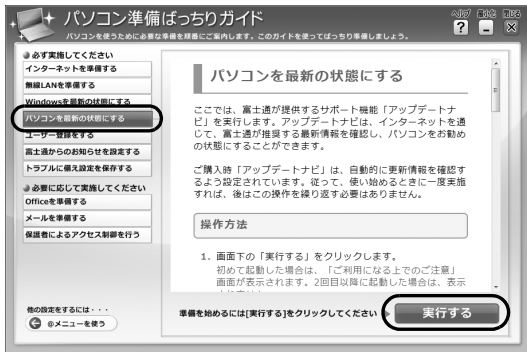 パソコン準備ばっちりガイド
パソコンを使うために必要な準備を順番にご案内します。このガイドを使ってばっちり準備しましょう。
ヘルプ 最小化 閉じる
必ず実施してください
インターネットを準備する
無線LANを準備する
Windowsを最新の状態にする
パソコンを最新の状態にする
ユーザー登録をする
富士通からのお知らせを設定する
トラブルに備え設定を保存する
必要に応じて実施してください
Officeを準備する
メールを準備する
保護者によるアクセス制御を行う
他の設定をするには・・・
@メニューを使う
パソコンを最新の状態にする
ここでは、富士通が提供するサポート機能「アップデートナ
ビ」を実行します。アップデートナビは、インターネットを通
じて、富士通が推奨する最新情報を確認し、パソコンをお勧め
の状態にすることができます。
ご購入時「アップデートナビ」は、自動的に更新情報を確認す
るよう設定されています。従って、使い始めるときに一度実施
すれば、後はこの操作を繰り返す必要はありません。
操作方法
1. 画面下の「実行する」をクリックします。
初めて起動した場合は、「ご利用になる上でのご注意」
画面が表示されます。2回目以降に起動した場合は、表示
準備を始めるには[実行する]をクリックしてください
実行する